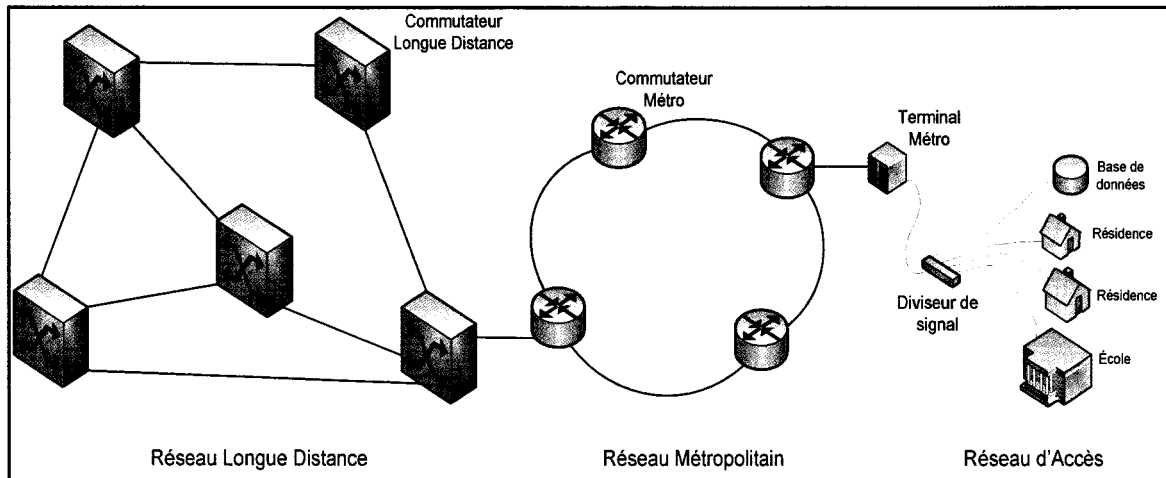 Commutateur
Longue Distance
Commutateur
Métro
Terminal
Métro
Base de
données
Résidence
Résidence
Diviseur de
signal
École
Réseau Longue Distance
Réseau Métropolitain
Réseau d'Accès